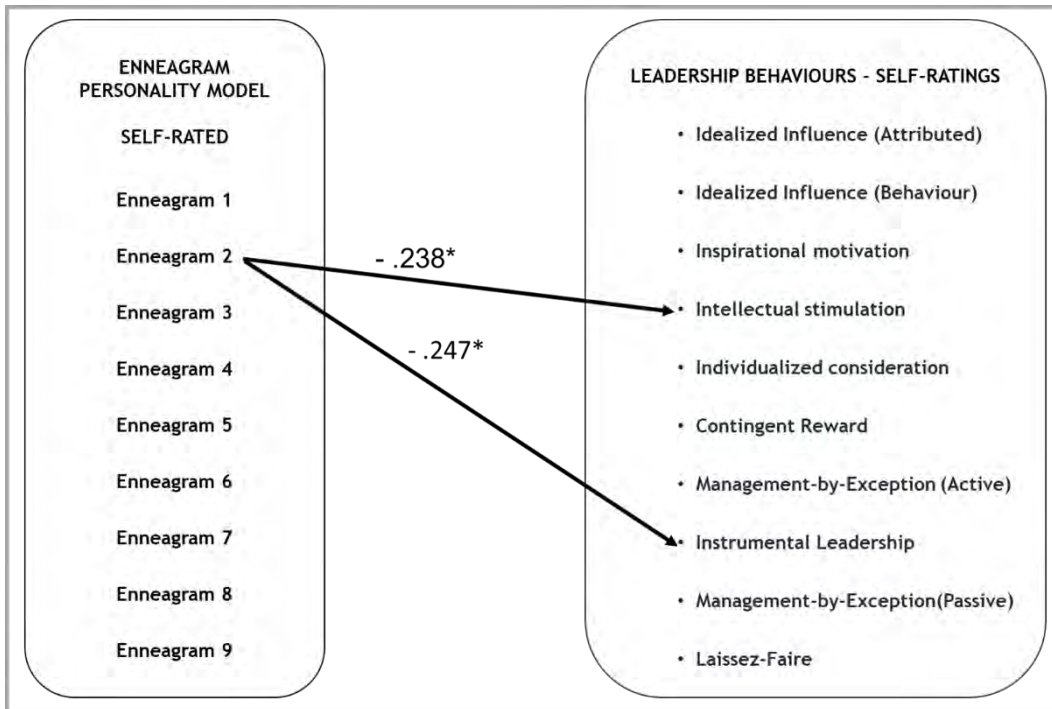 ENNEAGRAM
PERSONALITY MODEL
SELF-RATED
Enneagram 1
Enneagram 2
Enneagram 3
Enneagram 4
Enneagram 5
Enneagram 6
Enneagram 7
Enneagram 8
Enneagram 9
- .238*
- .247*
LEADERSHIP BEHAVIOURS - SELF-RATINGS
• Idealized Influence (Attributed)
• Idealized Influence (Behaviour)
• Inspirational motivation
• Intellectual stimulation
• Individualized consideration
• Contingent Reward
• Management-by-Exception (Active)
• Instrumental Leadership
• Management-by-Exception(Passive)
• Laissez-Faire